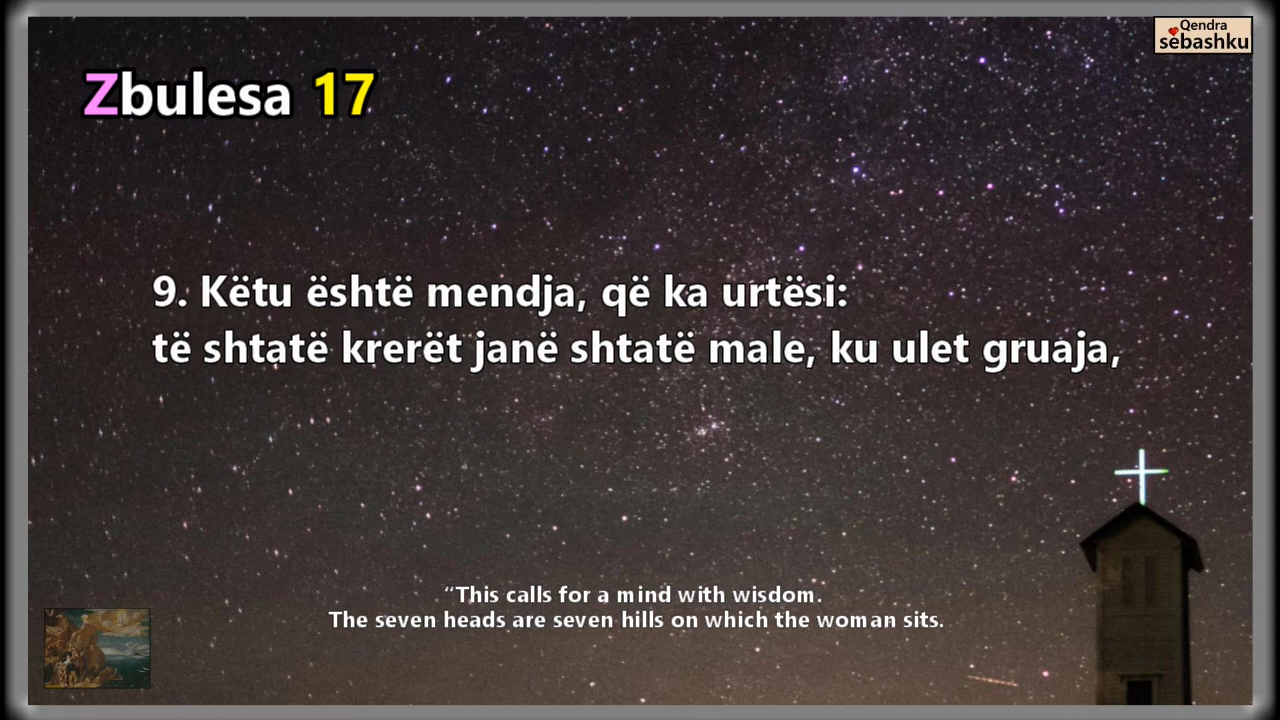 Qendra
sebashku
Zbulesa 17
9. Këtu është mendja, që ka urtësi:
të shtatë krerët janë shtatë male, ku ulet gruaja,
“This calls for a mind with wisdom.
The seven heads are seven hills on which the woman sits.